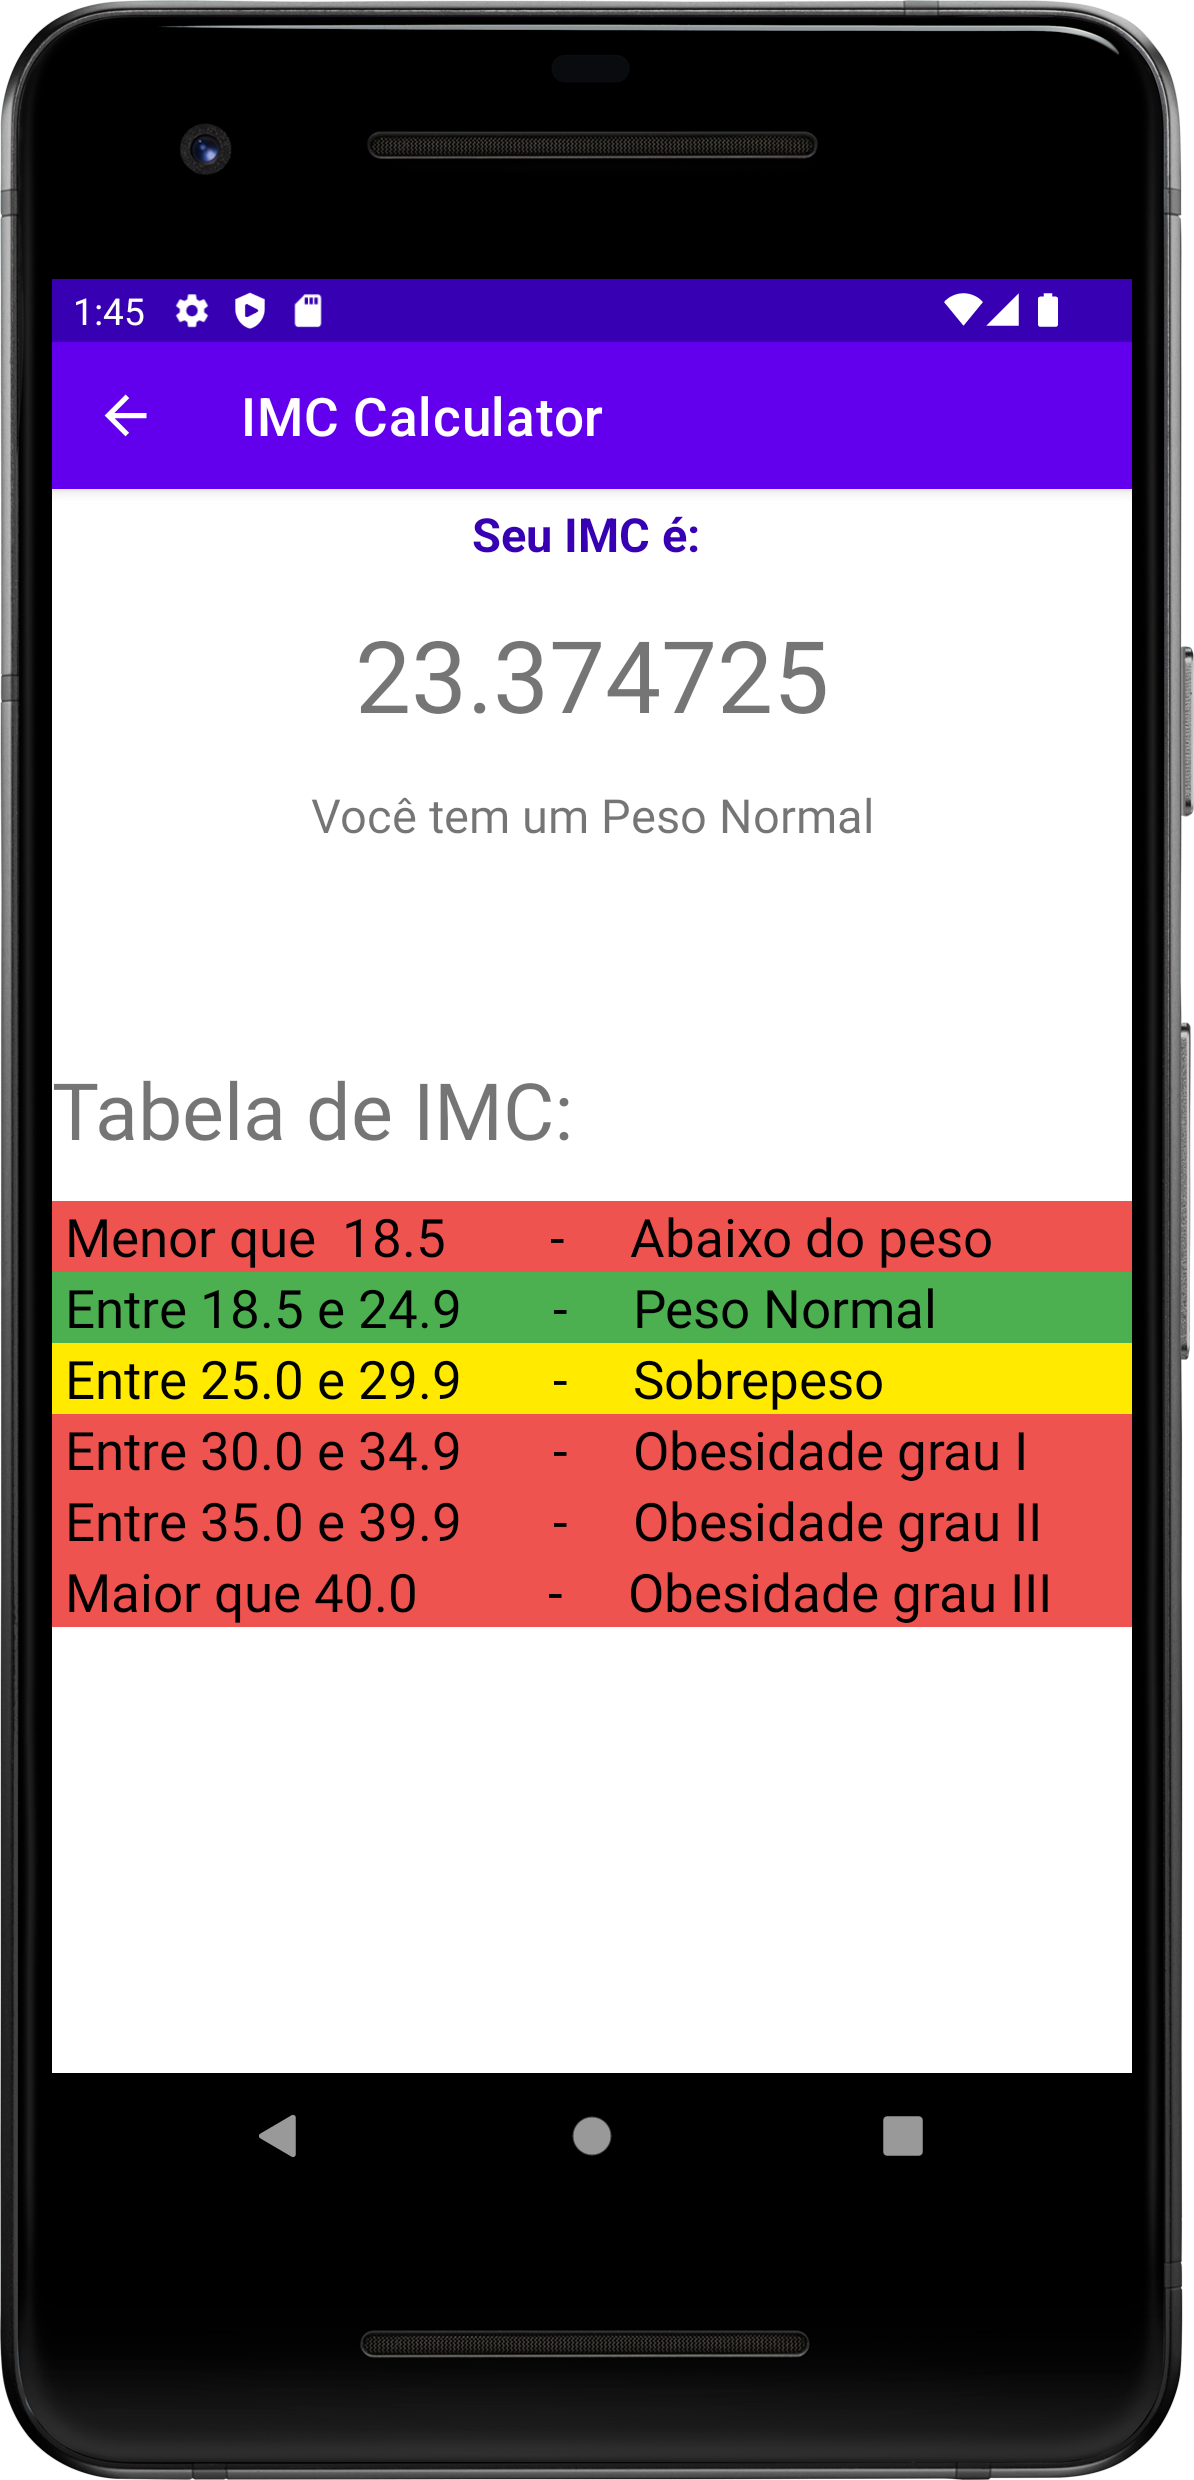 1:45
IMC Calculator
Seu IMC é:
23.374725
Você tem um Peso Normal
Tabela de IMC:
Menor que 18.5 - Abaixo do peso
Entre 18.5 e 24.9 - Peso Normal
Entre 25.0 e 29.9 - Sobrepeso
Entre 30.0 e 34.9 - Obesidade grau I
Entre 35.0 e 39.9 - Obesidade grau II
Maior que 40.0 - Obesidade grau III